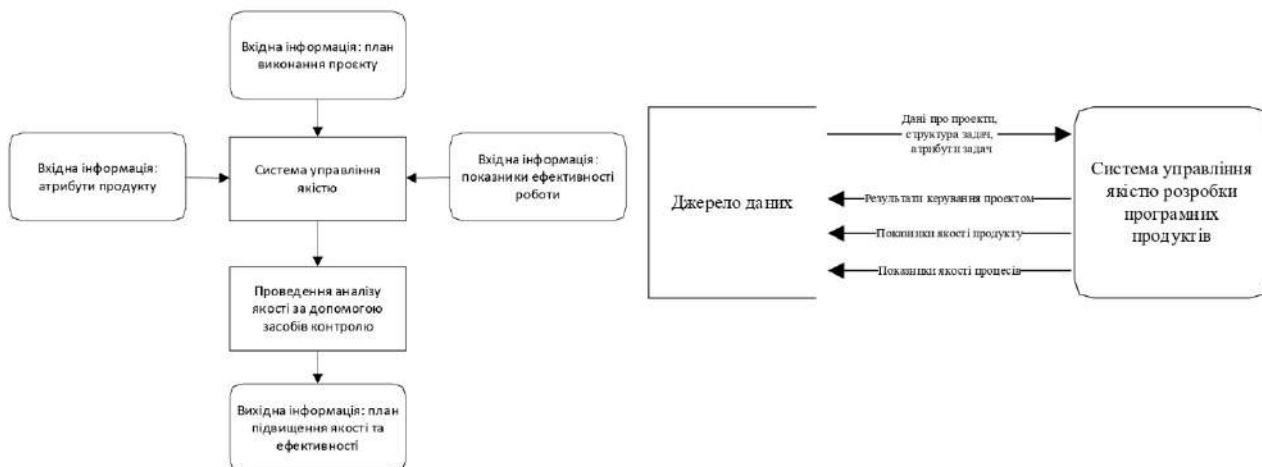 Вхідна інформація: план
виконання проєкту
Вхідна інформація:
атрибути продукту
Система управління
якістю
Вхідна інформація:
показники ефективності
роботи
Проведення аналізу
якості за допомогою
засобів контролю
Вихідна інформація: план
підвищення якості та
ефективності
Джерело даних
Дані про проекти,
структура задач,
атрибути задач
Результати керування проектом
Показники якості продукту
Показники якості процесів
Система управління
якістю розробки
програмних
продуктів